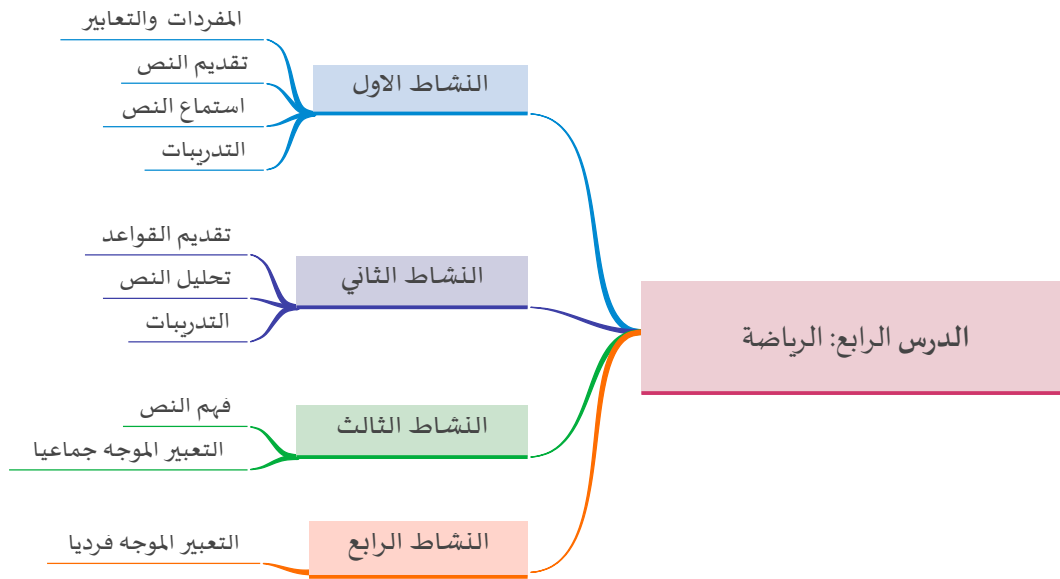 الدرس الرابع: الرياضة
النشاط الاول
المفردات والتعابير
تقديم النص
استماع النص
التدريبات
النشاط الثاني
تقديم القواعد
تحليل النص
التدريبات
النشاط الثالث
فهم النص
التعبير الموجه جماعيا
النشاط الرابع
التعبير الموجه فرديا